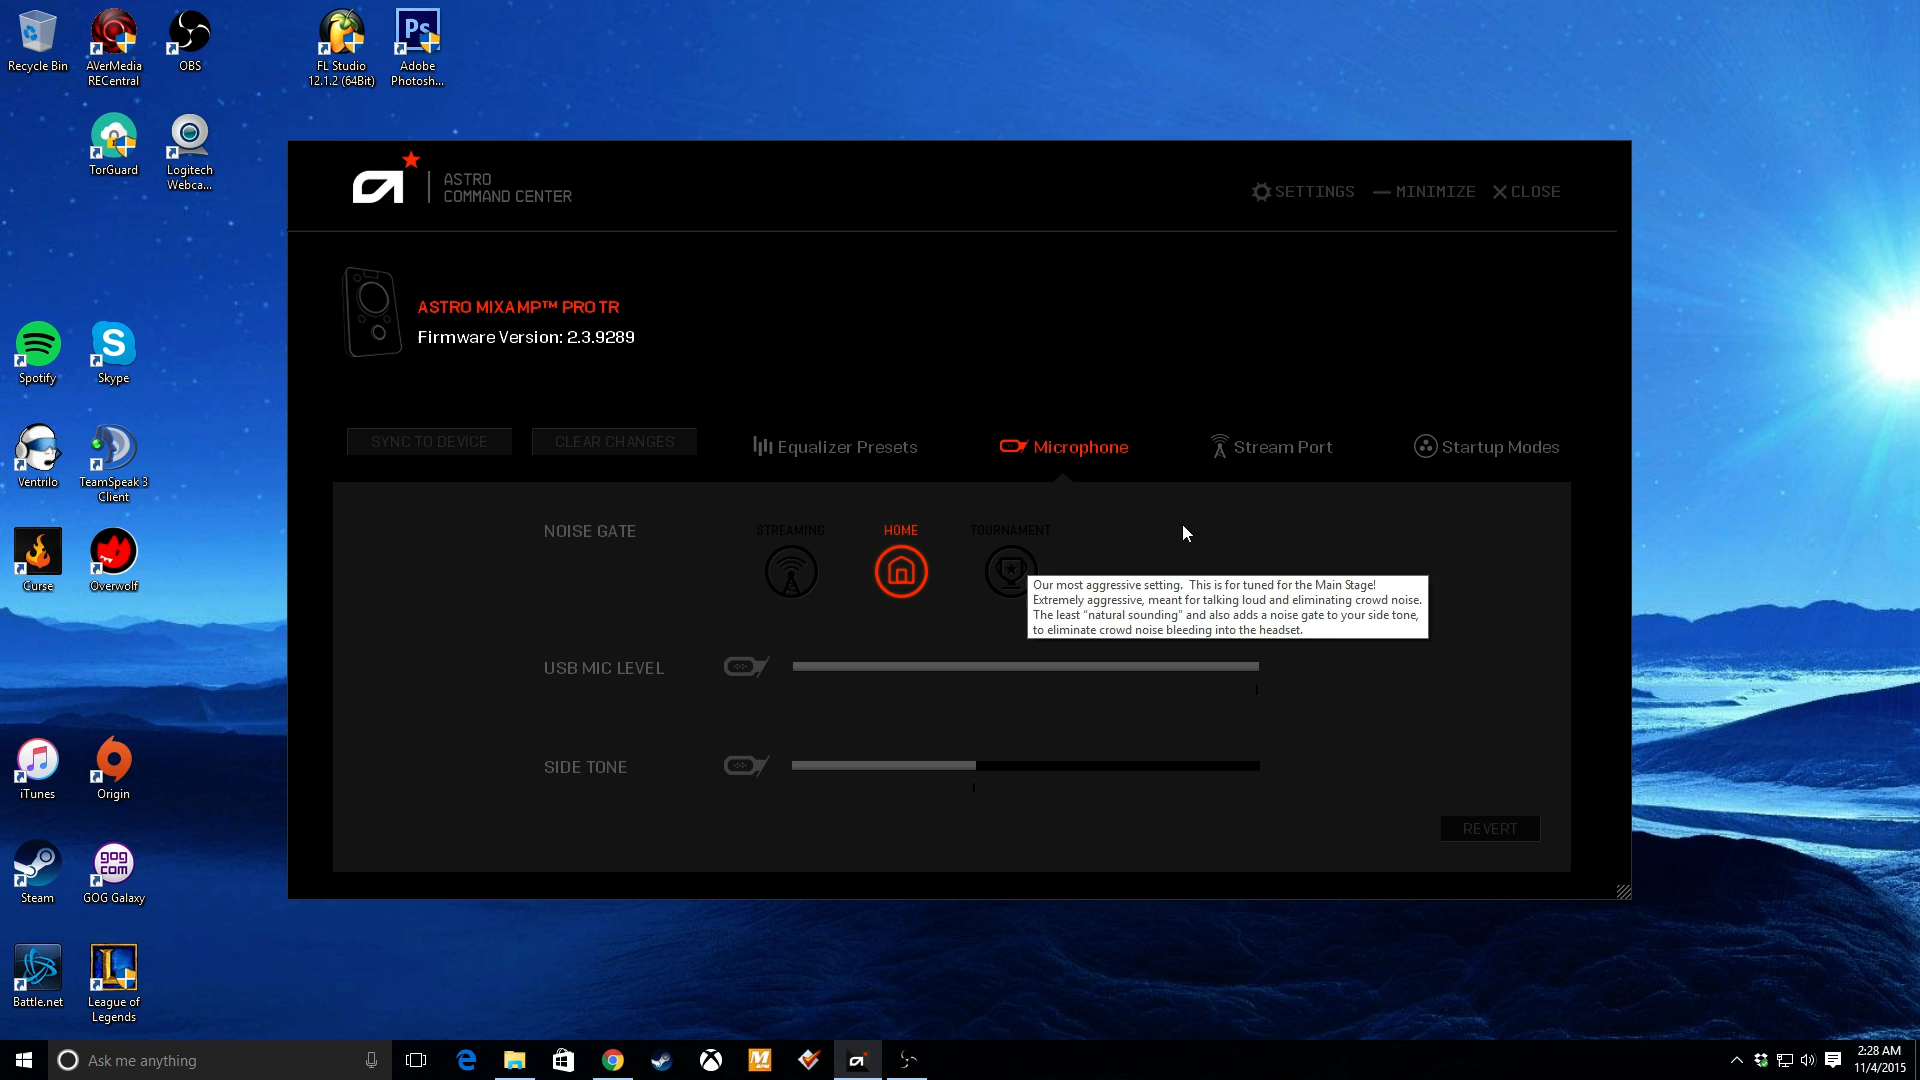 Recycle Bin
AVerMedia
RECentral
OBS
FL Studio
12.1.2 (64Bit)
Ps
Adobe
Photosh...
TorGuard
Logitech
Webca...
Spotify
Skype
Ventrilo
TeamSpeak 3
Client
Curse
Overwolf
iTunes
Origin
Steam
gog
com
GOG Galaxy
Battle.net
L
League of
Legends
ASTRO
COMMAND CENTER
SETTINGS
MINIMIZE
CLOSE
ASTRO MIXAMP™ PRO TR
Firmware Version: 2.3.9289
SYNC TO DEVICE
CLEAR CHANGES
Equalizer Presets
Microphone
Stream Port
Startup Modes
NOISE GATE
STREAMING
HOME
TOURNAMENT
Our most aggressive setting.  This is for tuned for the Main Stage!
Extremely aggressive, meant for talking loud and eliminating crowd noise.
The least “natural sounding” and also adds a noise gate to your side tone,
to eliminate crowd noise bleeding into the headset.
USB MIC LEVEL
SIDE TONE
REVERT
Ask me anything
2:28 AM
11/4/2015